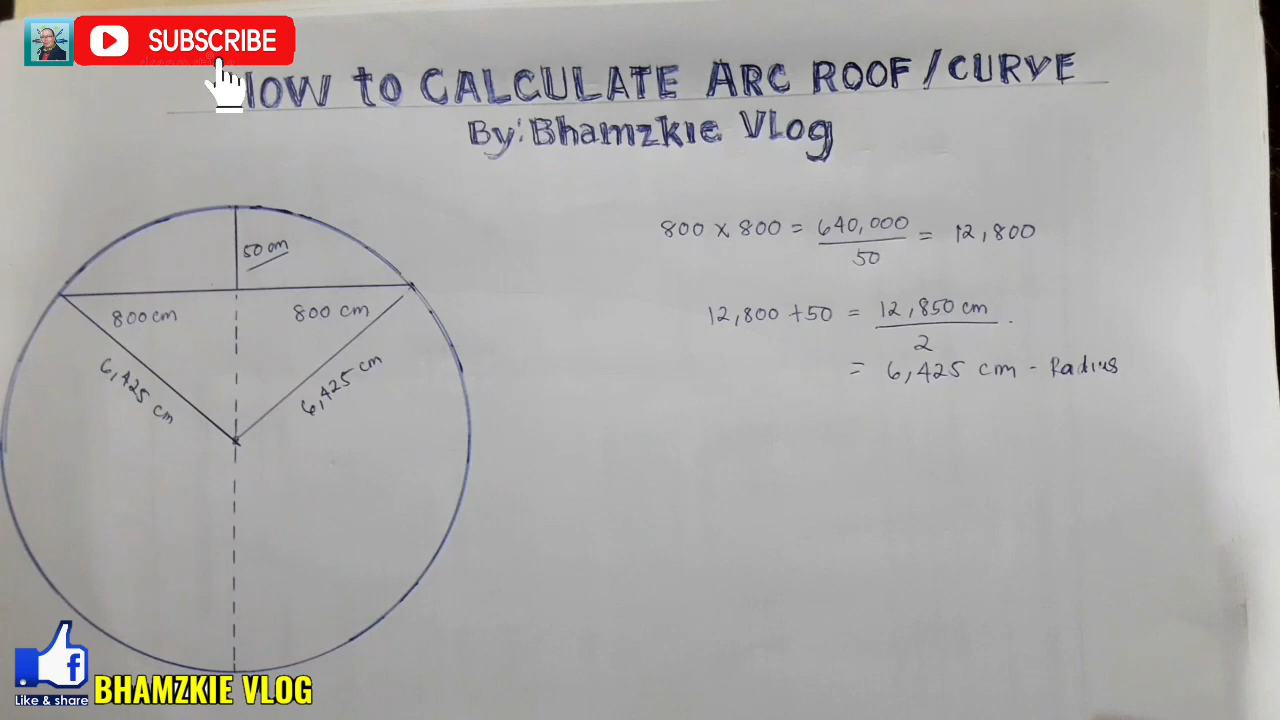 SUBSCRIBE
HOW to CALCULATE ARC ROOF / CURVE
By: Bhamzkie VLog
50 cm
800 cm
800 cm
6,425 cm
6,425 cm
800 x 800 = 640,000 = 12,800
50
12,800 + 50 = 12,850 cm
2
= 6,425 cm - Radius
f
Like & share
BHAMZKIE VLOG